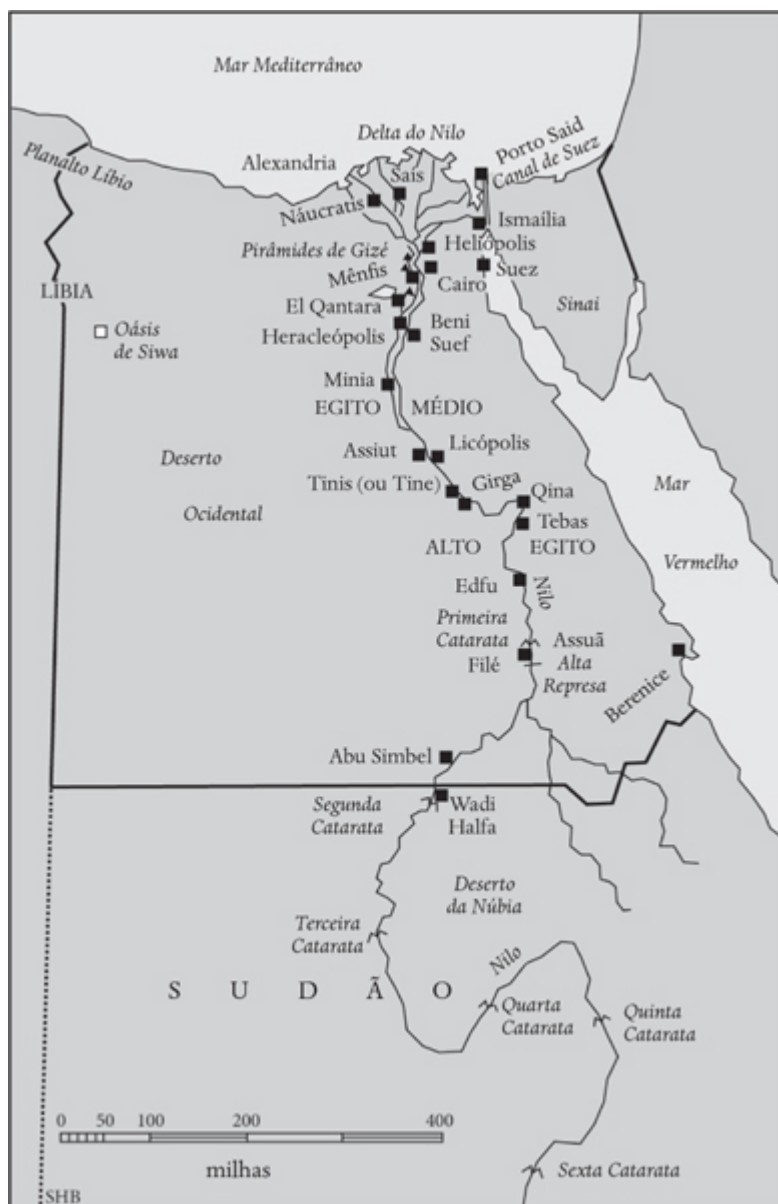 Mar Mediterrâneo
Delta do Nilo
Porto Said
Canal de Suez
Planalto Líbio
Alexandria
Saís
Náucratis
Ismaília
Pirâmides de Gizé
Heliópolis
Mênfis
Cairo
Suez
LÍBIA
El Qantara
Sinai
Oásis
de Siwa
Heracleópolis
Beni
Suef
Minia
EGITO MÉDIO
Assiut
Licópolis
Deserto
Ocidental
Tinis (ou Tine)
Girga
Qina
Mar
Vermelho
Tebas
ALTO EGITO
Edfu
Nilo
Primeira
Catarata
Assuã
Filé
Alta
Represa
Berenice
Abu Simbel
Segunda
Catarata
Wadi
Halfa
Deserto
da Núbia
Terceira
Catarata
Nilo
SUDÃO
Quarta
Catarata
Quinta
Catarata
0 50 100 200 400
milhas
Sexta Catarata
SHB